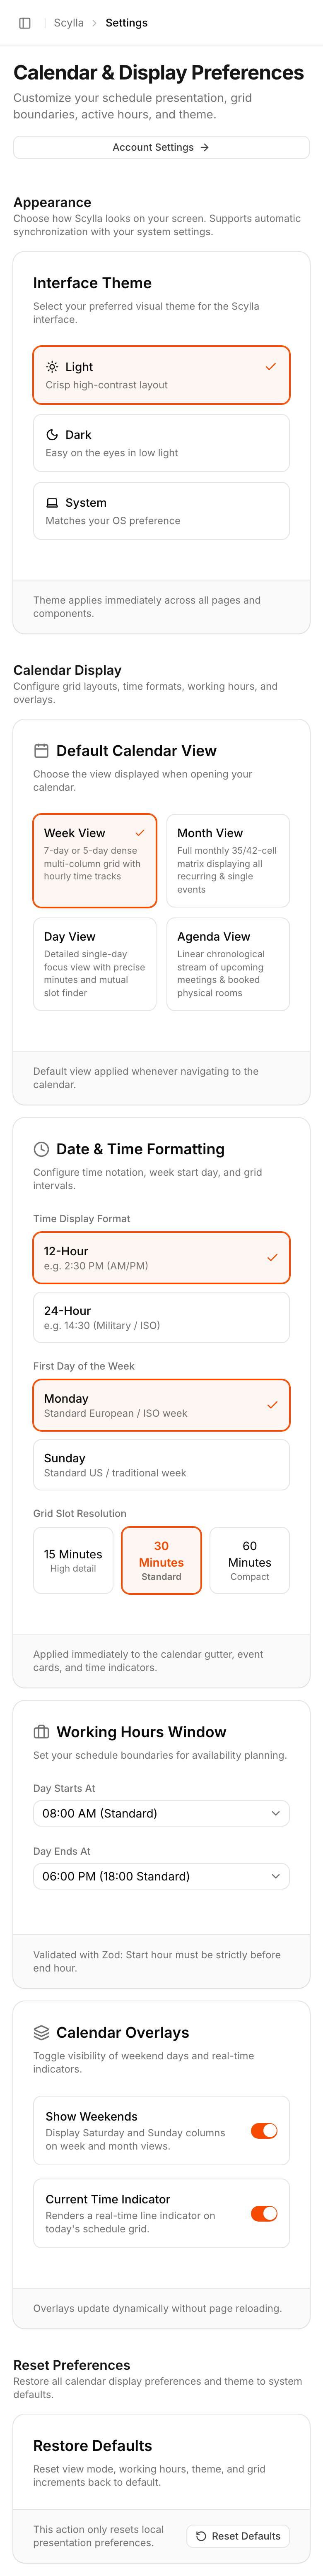 Scylla > Settings
Calendar & Display Preferences
Customize your schedule presentation, grid
boundaries, active hours, and theme.
Account Settings →
Appearance
Choose how Scylla looks on your screen. Supports automatic
synchronization with your system settings.
Interface Theme
Select your preferred visual theme for the Scylla
interface.
Light
Crisp high-contrast layout
Dark
Easy on the eyes in low light
System
Matches your OS preference
Theme applies immediately across all pages and
components.
Calendar Display
Configure grid layouts, time formats, working hours, and
overlays.
Default Calendar View
Choose the view displayed when opening your
calendar.
Week View
7-day or 5-day dense
multi-column grid with
hourly time tracks
Month View
Full monthly 35/42-cell
matrix displaying all
recurring & single
events
Day View
Detailed single-day
focus view with precise
minutes and mutual
slot finder
Agenda View
Linear chronological
stream of upcoming
meetings & booked
physical rooms
Default view applied whenever navigating to the
calendar.
Date & Time Formatting
Configure time notation, week start day, and grid
intervals.
Time Display Format
12-Hour
e.g. 2:30 PM (AM/PM)
24-Hour
e.g. 14:30 (Military / ISO)
First Day of the Week
Monday
Standard European / ISO week
Sunday
Standard US / traditional week
Grid Slot Resolution
15 Minutes
High detail
30
Minutes
Standard
60
Minutes
Compact
Applied immediately to the calendar gutter, event
cards, and time indicators.
Working Hours Window
Set your schedule boundaries for availability planning.
Day Starts At
08:00 AM (Standard)
Day Ends At
06:00 PM (18:00 Standard)
Validated with Zod: Start hour must be strictly before
end hour.
Calendar Overlays
Toggle visibility of weekend days and real-time
indicators.
Show Weekends
Display Saturday and Sunday columns
on week and month views.
Current Time Indicator
Renders a real-time line indicator on
today's schedule grid.
Overlays update dynamically without page reloading.
Reset Preferences
Restore all calendar display preferences and theme to system
defaults.
Restore Defaults
Reset view mode, working hours, theme, and grid
increments back to default.
This action only resets local
presentation preferences.
Reset Defaults